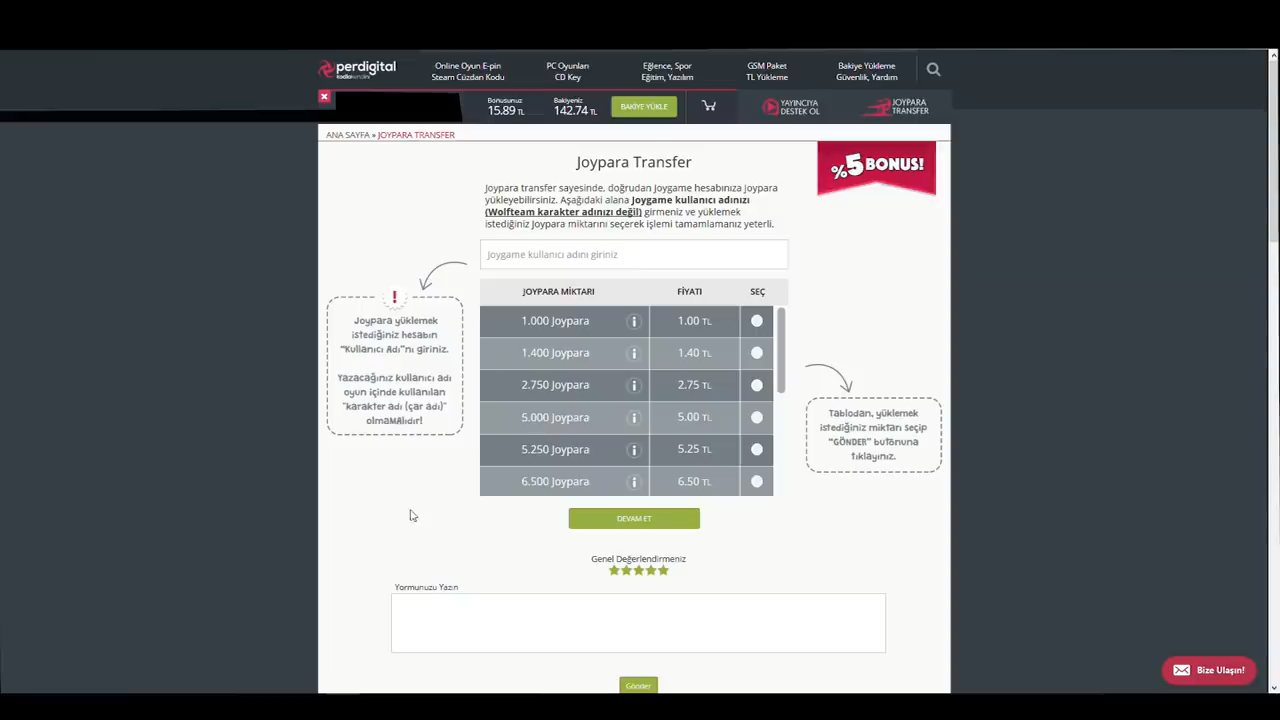 perdigital
Online Oyun E-pin
Steam Cüzdan Kodu
PC Oyunları
CD Key
Eğlence, Spor
Eğitim, Yazılım
GSM Paket
TL Yükleme
Bakiye Yükleme
Güvenlik, Yardım
Bonusunuz
15.89 TL
Bakiyeniz
142.74 TL
BAKİYE YÜKLE
YAYINCIYA
DESTEK OL
JOYPARA
TRANSFER
ANA SAYFA » JOYPARA TRANSFER
Joypara Transfer
%5 BONUS!
Joypara transfer sayesinde, doğrudan Joygame hesabınıza joypara
yükleyebilirsiniz. Aşağıdaki alana Joygame kullanıcı adınızı
(Wolfteam karakter adınızı değil) girmeniz ve yüklemek
istediğiniz Joypara miktarını seçerek işlemi tamamlamanız yeterli.
Joygame kullanıcı adını giriniz
JOYPARA MİKTARI FİYATI SEÇ
1.000 Joypara i 1.00 TL
1.400 Joypara i 1.40 TL
2.750 Joypara i 2.75 TL
5.000 Joypara i 5.00 TL
5.250 Joypara i 5.25 TL
6.500 Joypara i 6.50 TL
!
Joypara yüklemek
istediğiniz hesabın
"Kullanıcı Adı"nı giriniz.
Yazacağınız kullanıcı adı
oyun içinde kullanılan
"karakter adı (çar adı)"
olmaMAlıdır!
Tablodan, yüklemek
istediğiniz miktarı seçip
"GÖNDER" butonuna
tıklayınız.
DEVAM ET
Genel Değerlendirmeniz
Yormunuzu Yazın
Gönder
Bize Ulaşın!